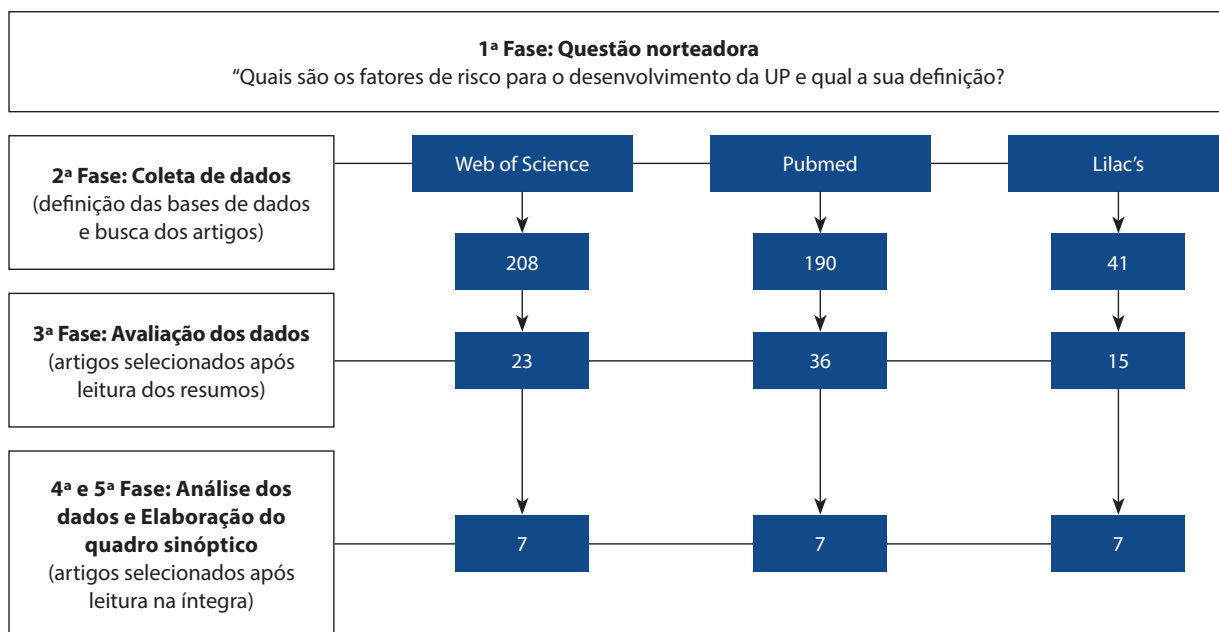 1ª Fase: Questão norteadora
“Quais são os fatores de risco para o desenvolvimento da UP e qual a sua definição?
2ª Fase: Coleta de dados
(definição das bases de dados
e busca dos artigos)
Web of Science
Pubmed
Lilac’s
208
190
41
3ª Fase: Avaliação dos dados
(artigos selecionados após
leitura dos resumos)
23
36
15
4ª e 5ª Fase: Análise dos
dados e Elaboração do
quadro sinóptico
(artigos selecionados após
leitura na íntegra)
7
7
7